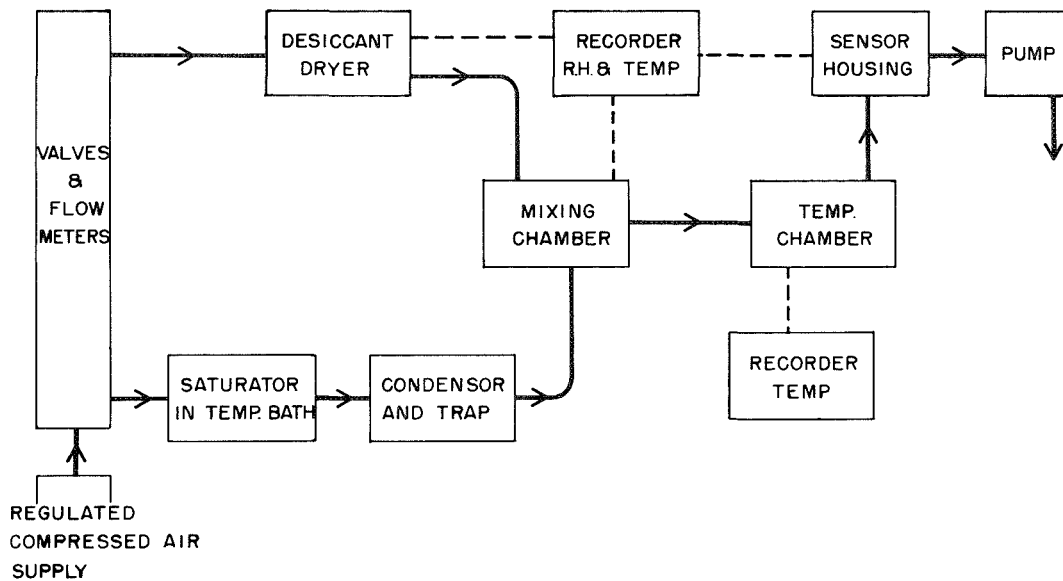 VALVES
&
FLOW
METERS
DESICCANT
DRYER
RECORDER
R.H. & TEMP
SENSOR
HOUSING
PUMP
MIXING
CHAMBER
TEMP.
CHAMBER
RECORDER
TEMP
SATURATOR
IN TEMP. BATH
CONDENSOR
AND TRAP
REGULATED
COMPRESSED AIR
SUPPLY